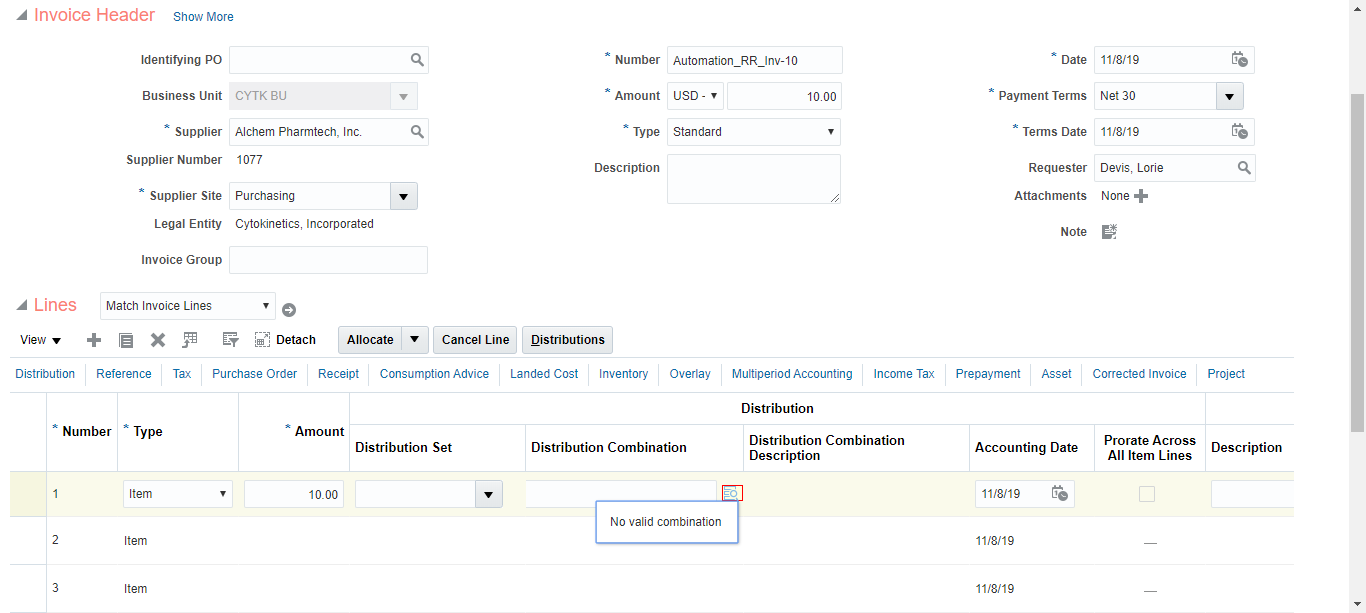 Invoice Header Show More
Identifying PO
* Number Automation_RR_Inv-10
* Date 11/8/19
Business Unit CYTK BU
* Amount USD - 10.00
* Payment Terms Net 30
* Supplier Alchem Pharmtech, Inc.
* Type Standard
* Terms Date 11/8/19
Supplier Number 1077
Description
Requester Devis, Lorie
* Supplier Site Purchasing
Attachments None
Legal Entity Cytokinetics, Incorporated
Note
Invoice Group
Lines Match Invoice Lines
View Detach Allocate Cancel Line Distributions
Distribution Reference Tax Purchase Order Receipt Consumption Advice Landed Cost Inventory Overlay Multiperiod Accounting Income Tax Prepayment Asset Corrected Invoice Project
Distribution
* Number * Type * Amount Distribution Set Distribution Combination Distribution Combination Description Accounting Date Prorate Across All Item Lines Description
1 Item 10.00 11/8/19
No valid combination
2 Item 11/8/19
3 Item 11/8/19